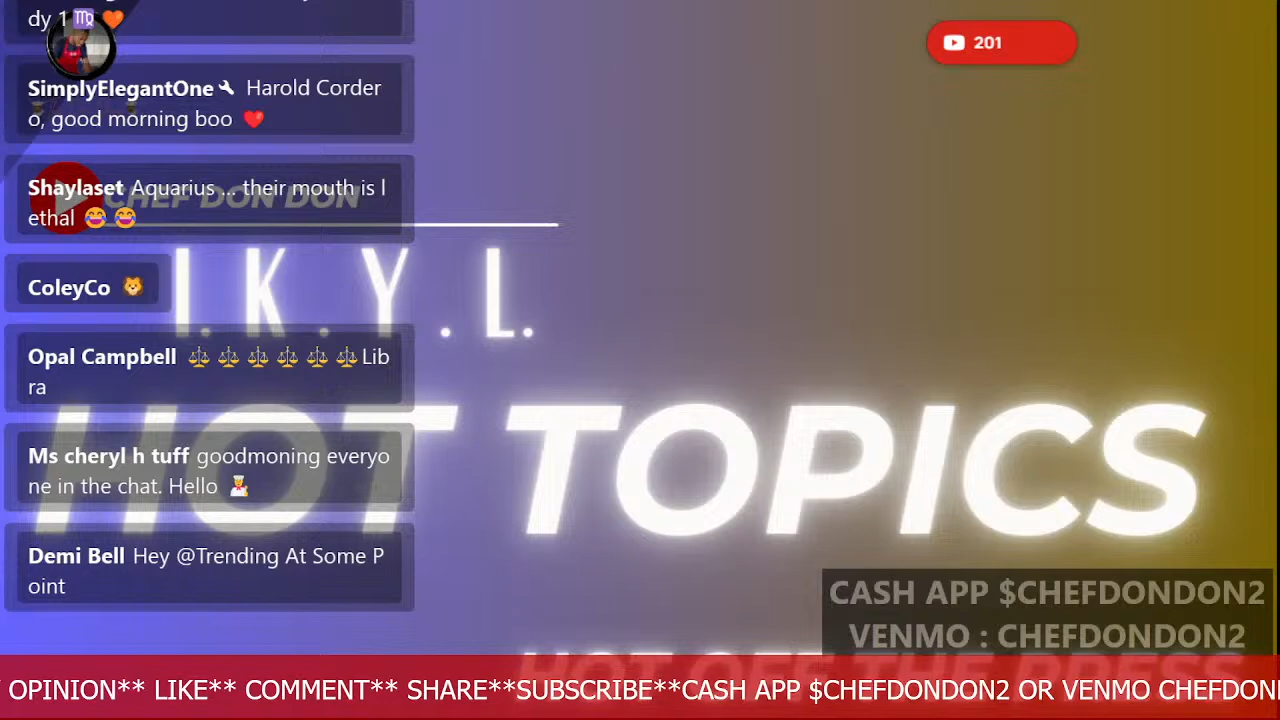 dy 1 ♍ 🧡
SimplyElegantOne Harold Corder
o, good morning boo ❤️
Shaylaset Aquarius ... their mouth is l
ethal 😂 😂
CHEF DON DON
ColeyCo 🦁
I. K. Y. L.
Opal Campbell ⚖️ ⚖️ ⚖️ ⚖️ ⚖️ ⚖️ Lib
ra
HOT TOPICS
Ms cheryl h tuff goodmoning everyo
ne in the chat. Hello 👨‍🍳
Demi Bell Hey @Trending At Some P
oint
201
CASH APP $CHEFDONDON2
VENMO : CHEFDONDON2
HOT OFF THE PRESS
OPINION** LIKE** COMMENT** SHARE**SUBSCRIBE**CASH APP $CHEFDONDON2 OR VENMO CHEFDON